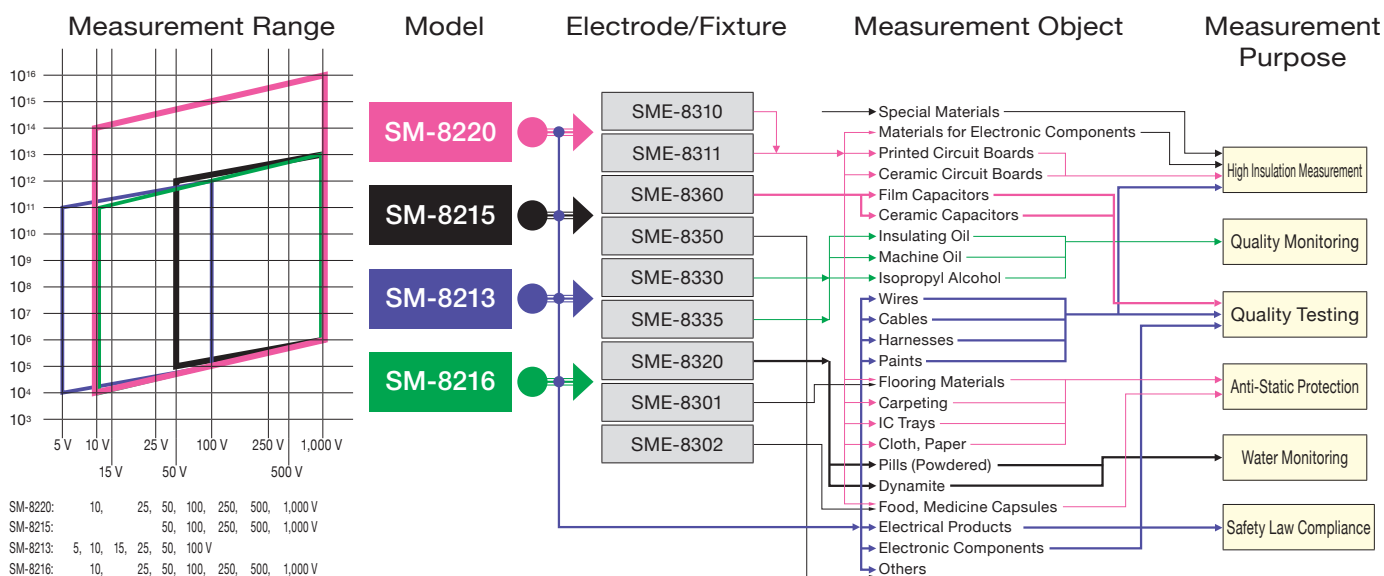 Measurement Range
Model
Electrode/Fixture
Measurement Object
Measurement
Purpose
10¹⁶
10¹⁵
10¹⁴
10¹³
10¹²
10¹¹
10¹⁰
10⁹
10⁸
10⁷
10⁶
10⁵
10⁴
10³
5 V 10 V 25 V 100 V 250 V 1,000 V
15 V 50 V 500 V
SM-8220: 10, 25, 50, 100, 250, 500, 1,000 V
SM-8215: 50, 100, 250, 500, 1,000 V
SM-8213: 5, 10, 15, 25, 50, 100 V
SM-8216: 10, 25, 50, 100, 250, 500, 1,000 V
SM-8220
SM-8215
SM-8213
SM-8216
SME-8310
SME-8311
SME-8360
SME-8350
SME-8330
SME-8335
SME-8320
SME-8301
SME-8302
Special Materials
Materials for Electronic Components
Printed Circuit Boards
Ceramic Circuit Boards
Film Capacitors
Ceramic Capacitors
Insulating Oil
Machine Oil
Isopropyl Alcohol
Wires
Cables
Harnesses
Paints
Flooring Materials
Carpeting
IC Trays
Cloth, Paper
Pills (Powdered)
Dynamite
Food, Medicine Capsules
Electrical Products
Electronic Components
Others
High Insulation Measurement
Quality Monitoring
Quality Testing
Anti-Static Protection
Water Monitoring
Safety Law Compliance